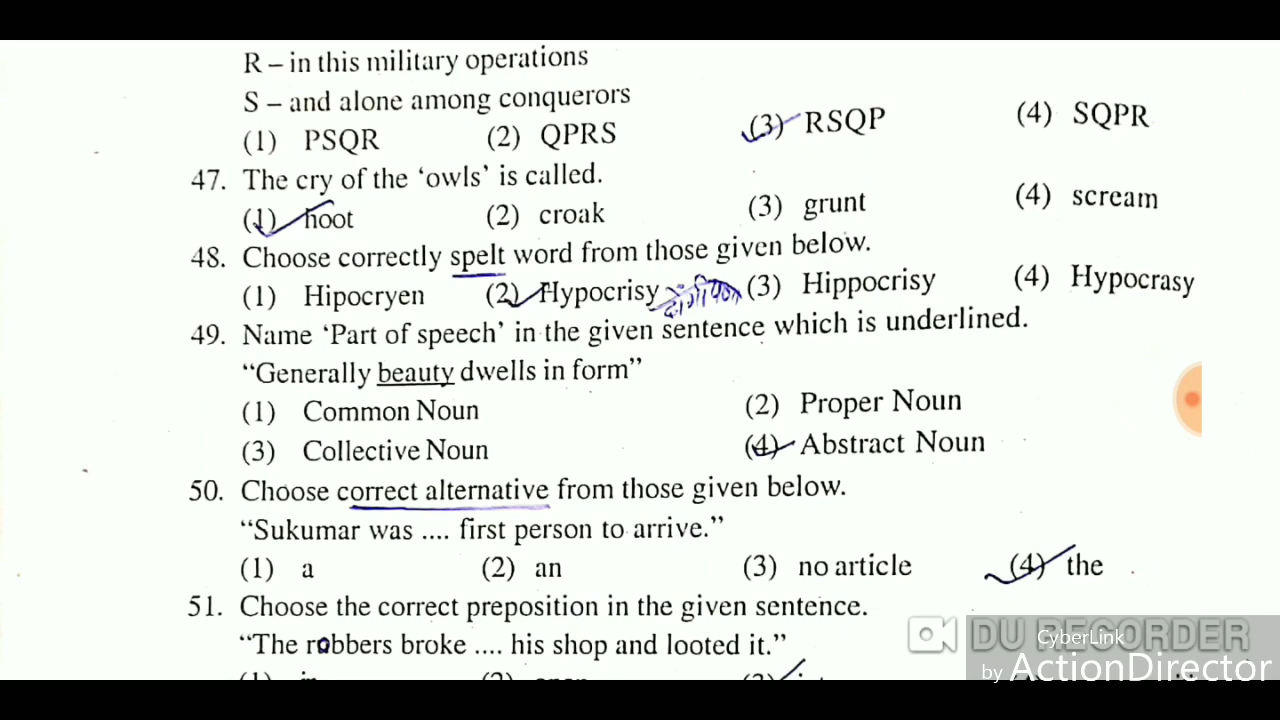 R – in this military operations
S – and alone among conquerors
(1) PSQR (2) QPRS (3) RSQP (4) SQPR
47. The cry of the ‘owls’ is called.
(1) hoot (2) croak (3) grunt (4) scream
48. Choose correctly spelt word from those given below.
(1) Hipocryen (2) Hypocrisy (3) Hippocrisy (4) Hypocrasy
49. Name ‘Part of speech’ in the given sentence which is underlined.
“Generally beauty dwells in form”
(1) Common Noun (2) Proper Noun
(3) Collective Noun (4) Abstract Noun
50. Choose correct alternative from those given below.
“Sukumar was .... first person to arrive.”
(1) a (2) an (3) no article (4) the
51. Choose the correct preposition in the given sentence.
“The robbers broke .... his shop and looted it.”
DU RECORDER
CyberLink
by ActionDirector